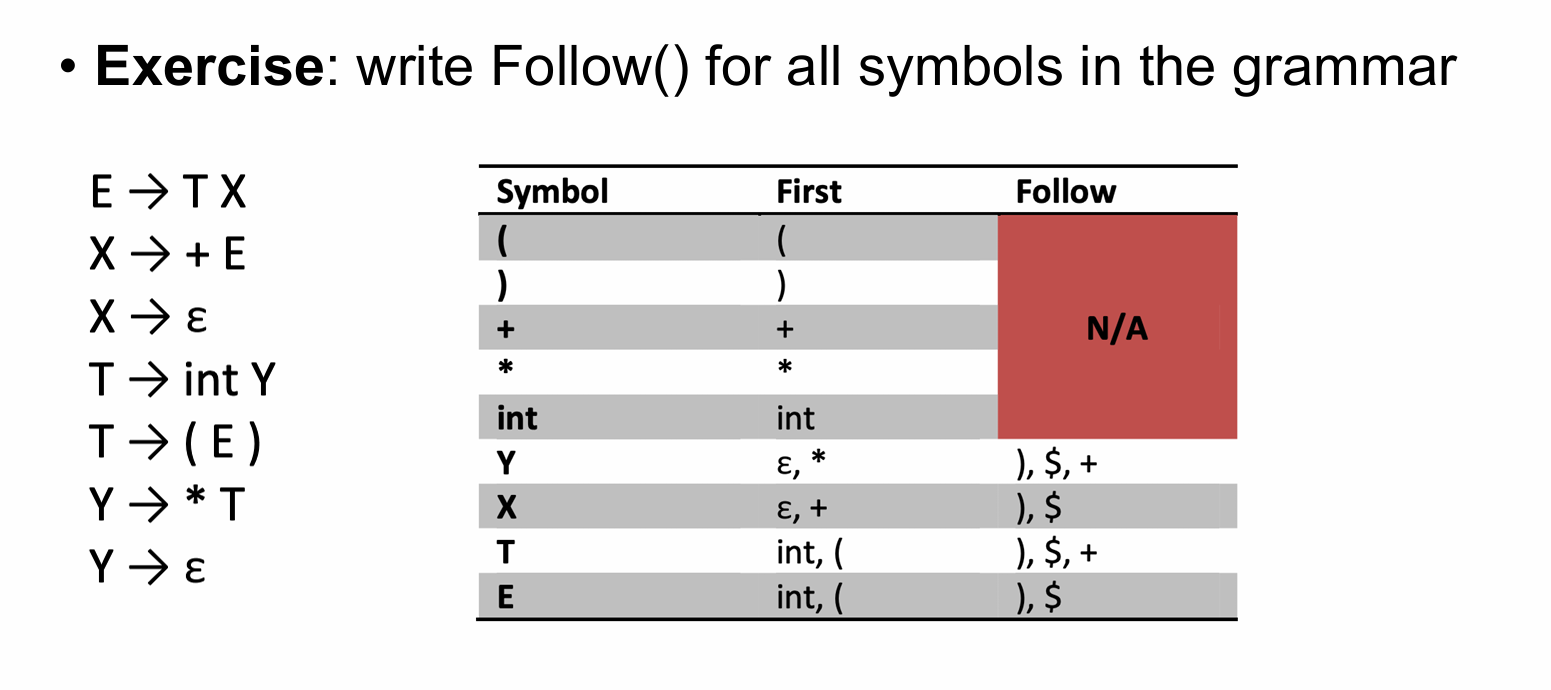 • Exercise: write Follow() for all symbols in the grammar
E → T X
X → + E
X → ε
T → int Y
T → ( E )
Y → * T
Y → ε
Symbol First Follow
( (
) )
+ +
N/A
* *
int int
Y ε, * ), $, +
X ε, + ), $
T int, ( ), $, +
E int, ( ), $